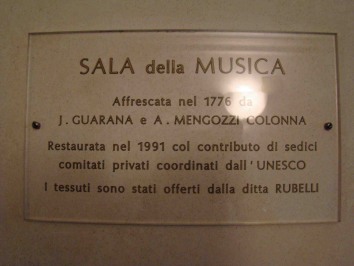 SALA della MUSICA
Affrescata nel 1776 da
J. GUARANA e A. MENGOZZI COLONNA
Restaurata nel 1991 col contributo di sedici
comitati privati coordinati dall' UNESCO
I tessuti sono stati offerti dalla ditta RUBELLI